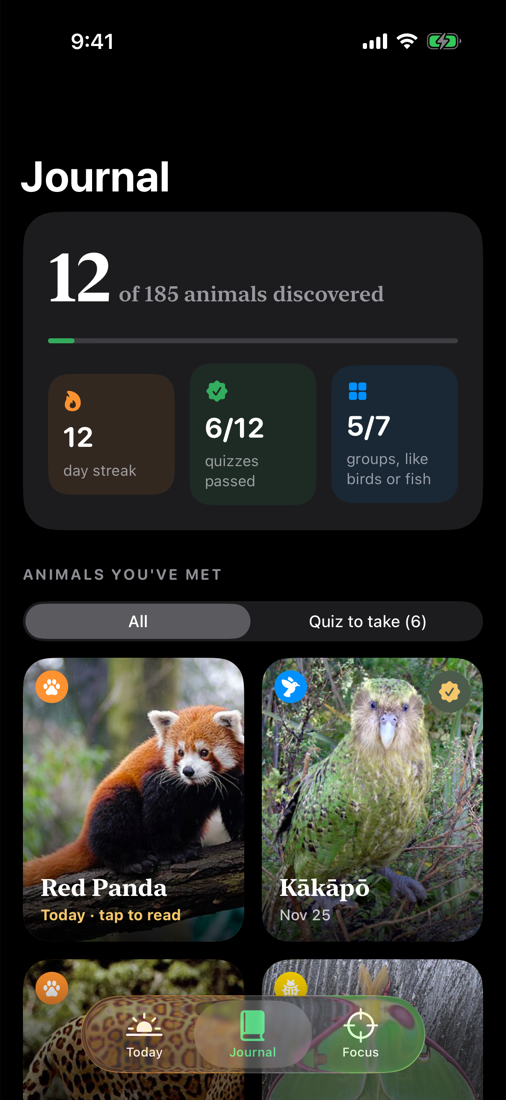 9:41
Journal
12 of 185 animals discovered
12
day streak
6/12
quizzes
passed
5/7
groups, like
birds or fish
ANIMALS YOU'VE MET
All
Quiz to take (6)
Red Panda
Today · tap to read
Kākāpō
Nov 25
Today
Journal
Focus